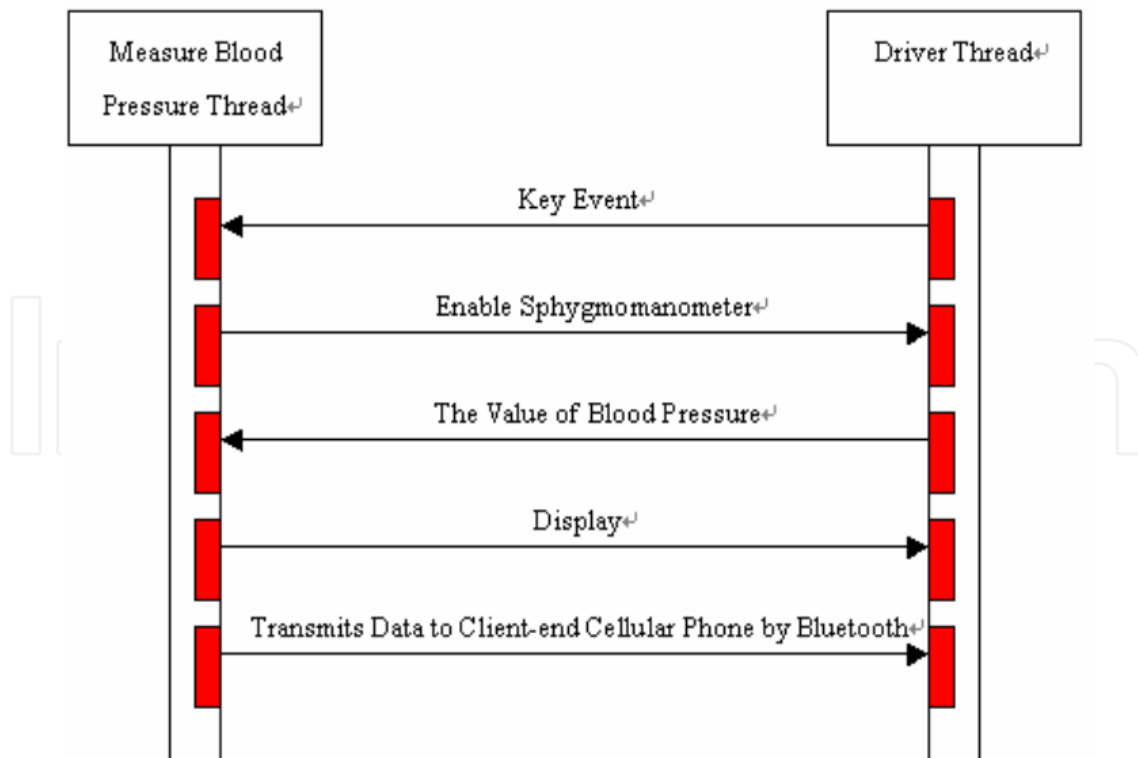 Measure Blood
Pressure Thread↵
Driver Thread↵
Key Event↵
Enable Sphygmomanometer↵
The Value of Blood Pressure↵
Display↵
Transmits Data to Client-end Cellular Phone by Bluetooth↵